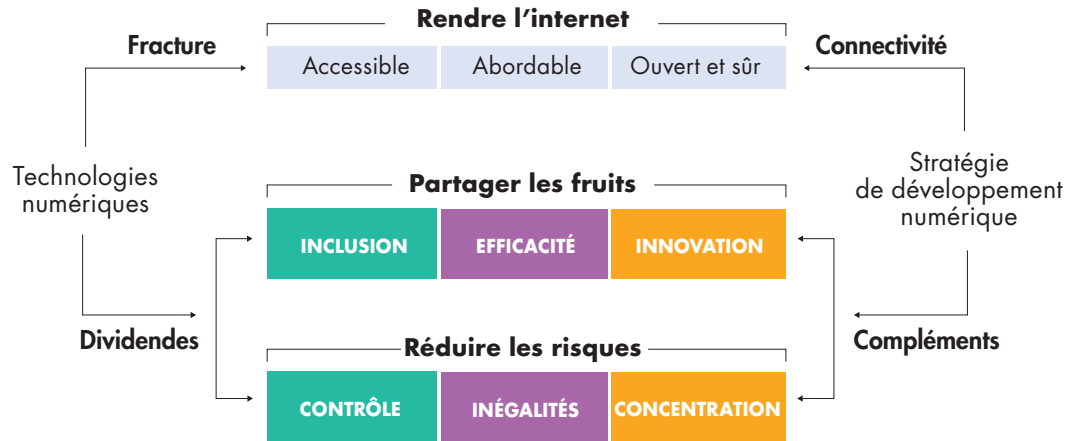 Rendre l’internet
Fracture
Connectivité
Accessible
Abordable
Ouvert et sûr
Technologies
numériques
Stratégie
de développement
numérique
Partager les fruits
INCLUSION
EFFICACITÉ
INNOVATION
Dividendes
Compléments
Réduire les risques
CONTRÔLE
INÉGALITÉS
CONCENTRATION